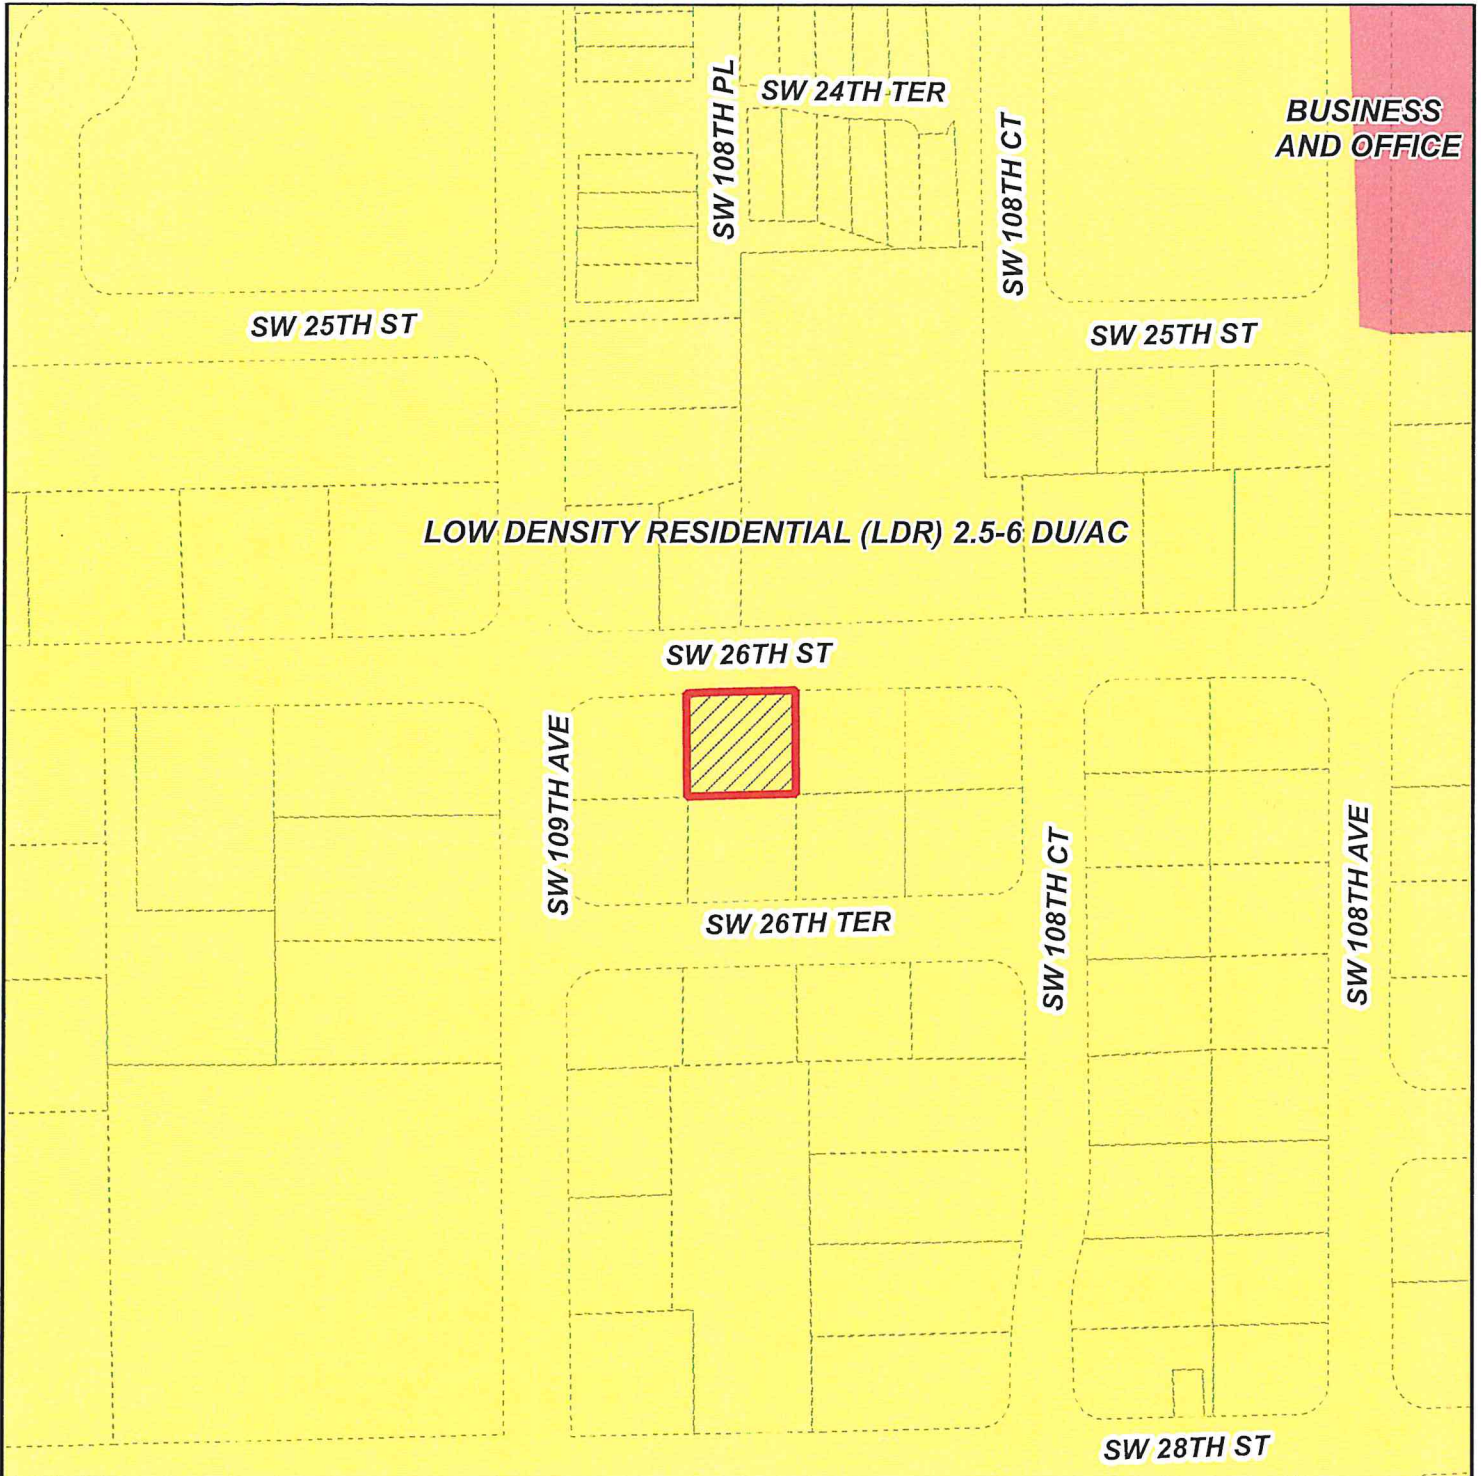 SW 108TH PL
SW 24TH TER
SW 108TH CT
BUSINESS
AND OFFICE
SW 25TH ST
SW 25TH ST
LOW DENSITY RESIDENTIAL (LDR) 2.5-6 DU/AC
SW 26TH ST
SW 109TH AVE
SW 26TH TER
SW 108TH CT
SW 108TH AVE
SW 28TH ST